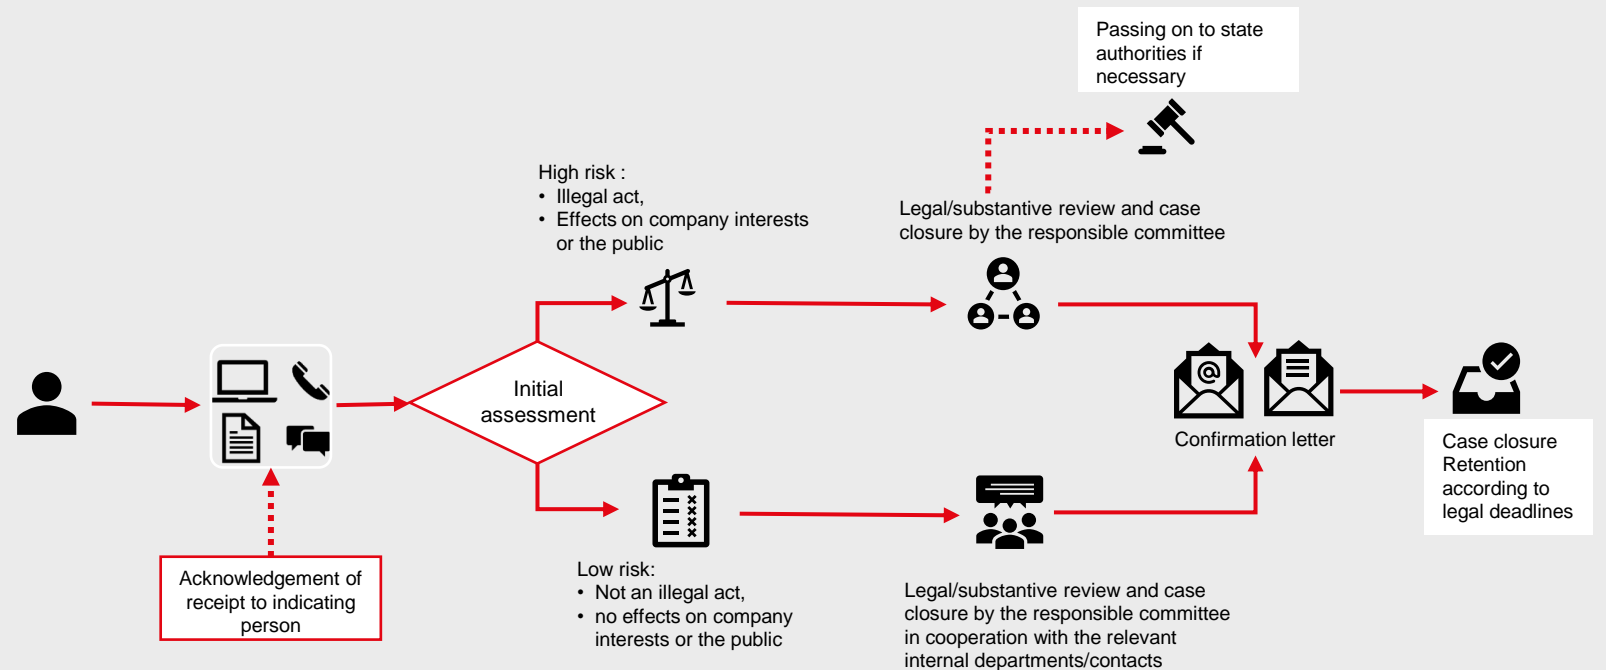 Passing on to state
authorities if
necessary
High risk :
• Illegal act,
• Effects on company interests
or the public
Legal/substantive review and case
closure by the responsible committee
Initial
assessment
@
Confirmation letter
Case closure
Retention
according to
legal deadlines
Acknowledgement of
receipt to indicating
person
Low risk:
• Not an illegal act,
• no effects on company
interests or the public
Legal/substantive review and case
closure by the responsible committee
in cooperation with the relevant
internal departments/contacts